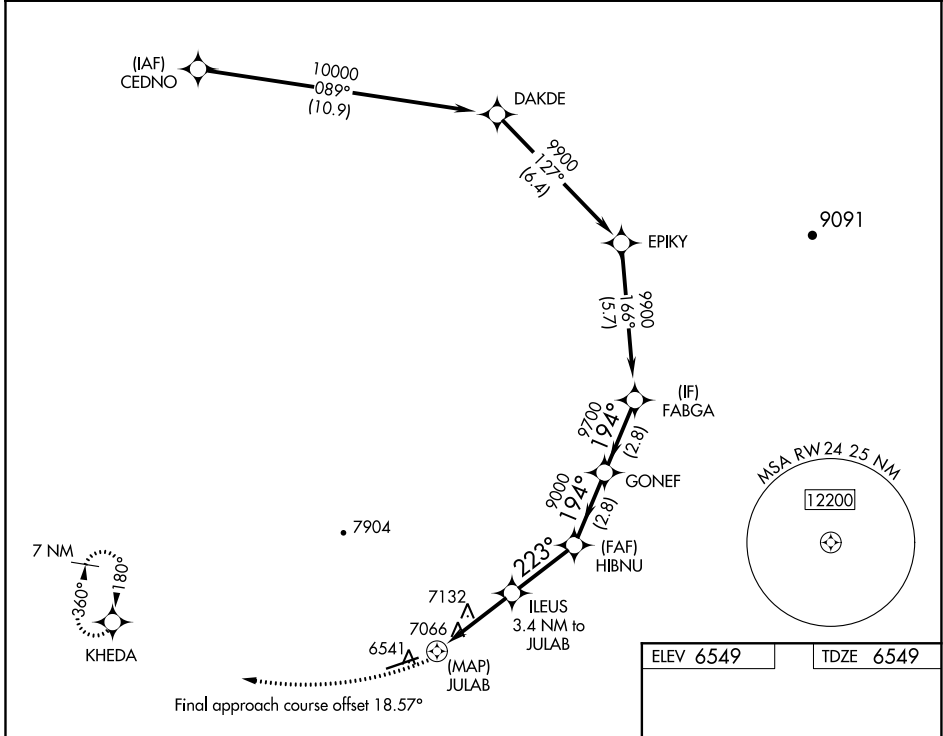 (IAF)
CEDNO
10000
089°
(10.9)
DAKDE
9900
127°
(6.4)
EPIKY
9091
9900
166°
(5.7)
(IF)
FABGA
9700
194°
(2.8)
GONEF
9000
194°
(2.8)
(FAF)
HIBNU
MSA RW24 25 NM
12200
7904
7 NM
360°
180°
KHEDA
223°
ILEUS
3.4 NM to
JULAB
7132
7066
6541
(MAP)
JULAB
Final approach course offset 18.57°
ELEV 6549
TDZE 6549